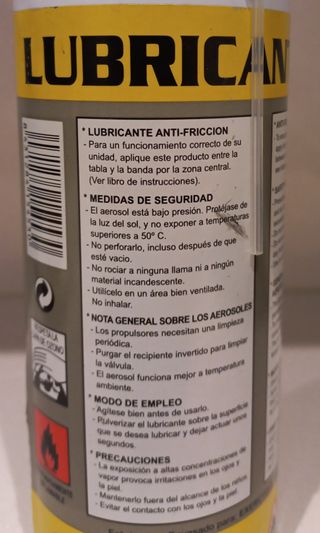 LUBRICAN
* LUBRICANTE ANTI-FRICCION
- Para un funcionamiento correcto de su
unidad, aplique este producto entre la
tabla y la banda por la zona central.
(Ver libro de instrucciones).
* MEDIDAS DE SEGURIDAD
- El aerosol está bajo presión. Protéjase de
la luz del sol, y no exponer a temperaturas
superiores a 50° C.
- No perforarlo, incluso después de que
esté vacio.
- No rociar a ninguna llama ni a ningún
material incandescente.
- Utilícelo en un área bien ventilada.
No inhalar.
*NOTA GENERAL SOBRE LOS AEROSOLES
- Los propulsores necesitan una limpieza
periódica.
- Purgar el recipiente invertido para limpiar
la válvula.
- El aerosol funciona mejor a temperatura
ambiente.
* MODO DE EMPLEO
- Agítese bien antes de usarlo.
- Pulverizar el lubricante sobre la superficie
que se desea lubricar y dejar actuar unos
segundos.
* PRECAUCIONES
- La exposición a altas concentraciones de
vapor provoca irritaciones en los ojos y
la piel.
- Mantenerlo fuera del alcance de los niños
- Evitar el contacto con los ojos y la piel.